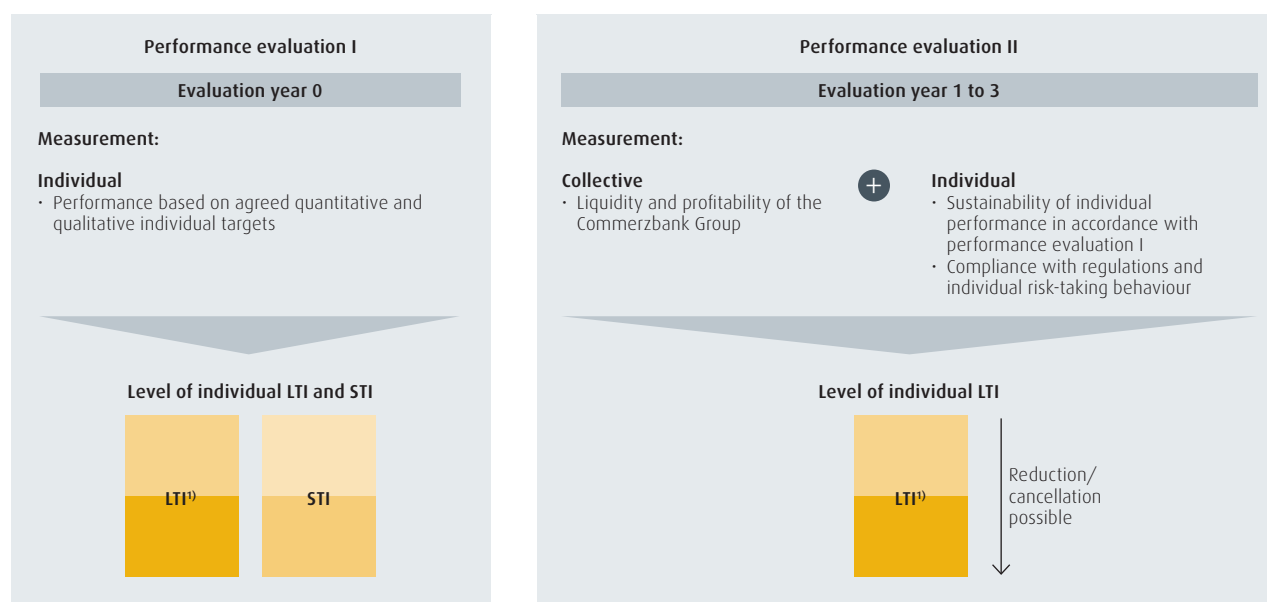 Performance evaluation I
Evaluation year 0
Measurement:
Individual
· Performance based on agreed quantitative and
qualitative individual targets
Level of individual LTI and STI
LTI¹⁾
STI
Performance evaluation II
Evaluation year 1 to 3
Measurement:
Collective
· Liquidity and profitability of the
Commerzbank Group
+
Individual
· Sustainability of individual
performance in accordance with
performance evaluation I
· Compliance with regulations and
individual risk-taking behaviour
Level of individual LTI
LTI¹⁾
Reduction/
cancellation
possible